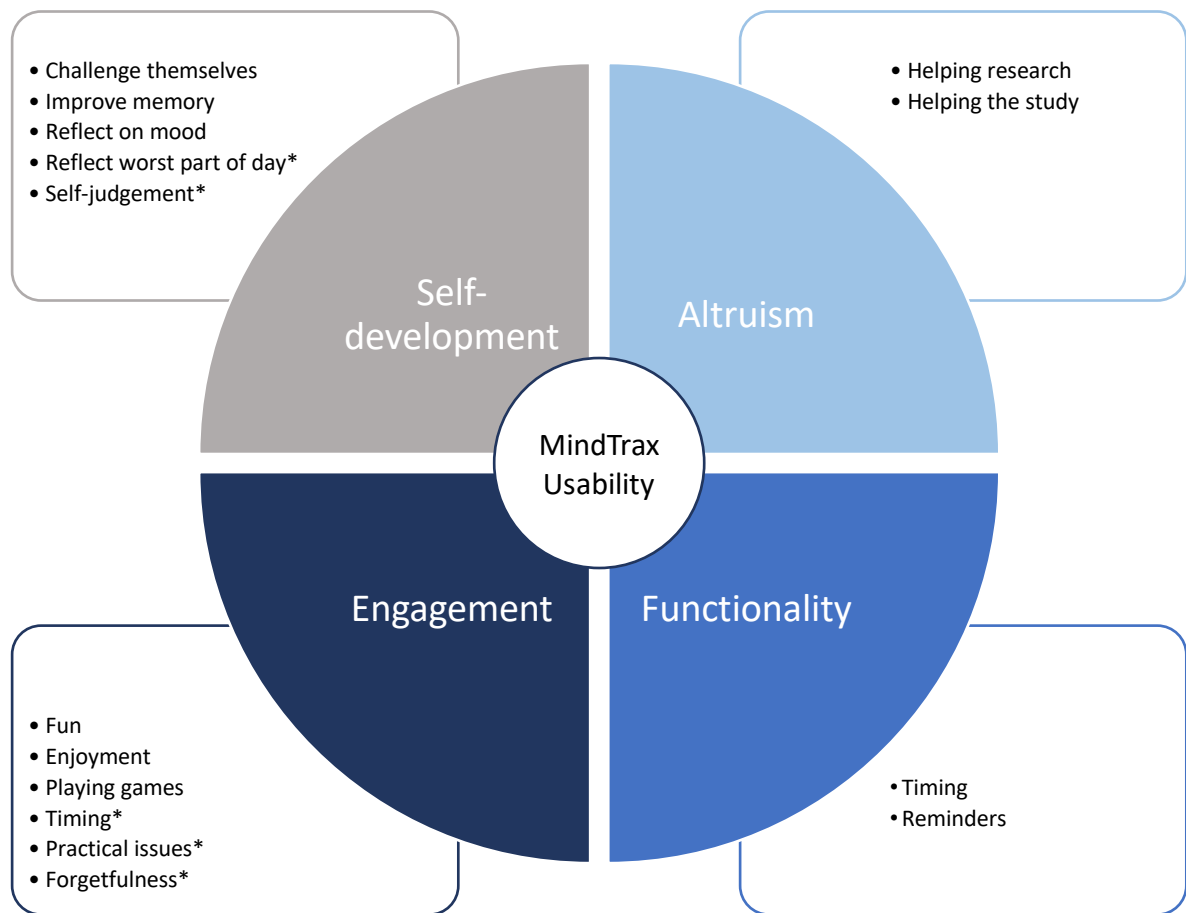 • Challenge themselves
• Improve memory
• Reflect on mood
• Reflect worst part of day*
• Self-judgement*
• Helping research
• Helping the study
Self-
development
Altruism
MindTrax
Usability
Engagement
Functionality
• Fun
• Enjoyment
• Playing games
• Timing*
• Practical issues*
• Forgetfulness*
• Timing
• Reminders